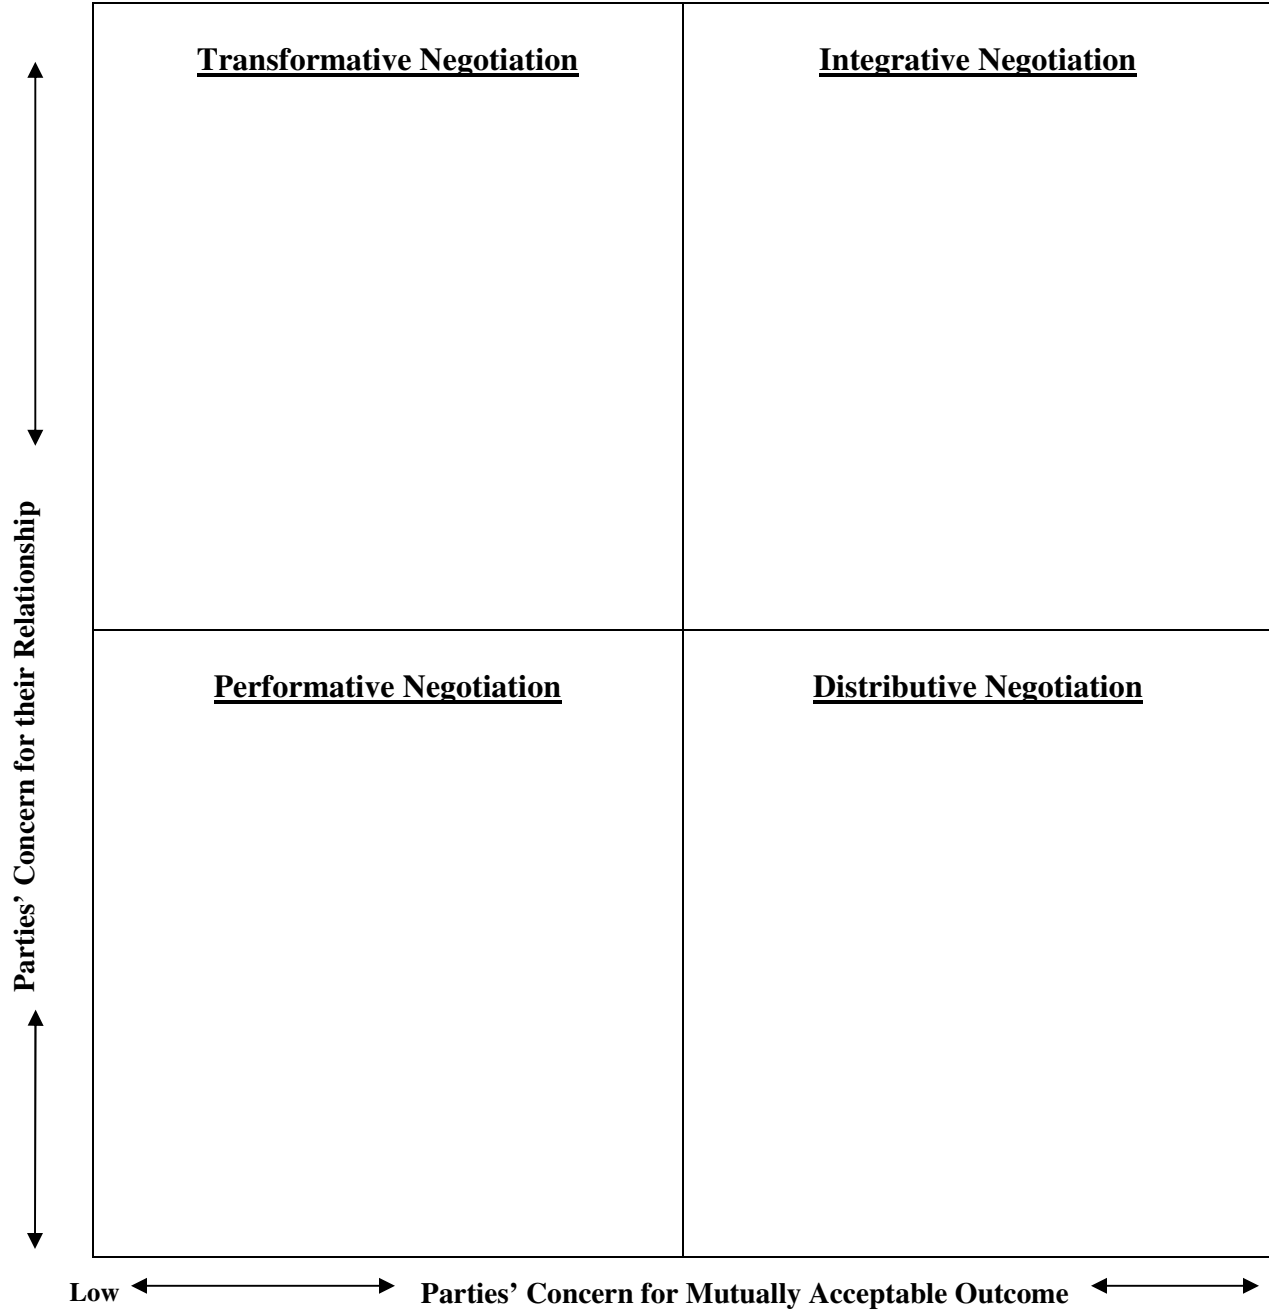 Transformative Negotiation
Integrative Negotiation
Parties’ Concern for their Relationship
Performative Negotiation
Distributive Negotiation
Low
Parties’ Concern for Mutually Acceptable Outcome